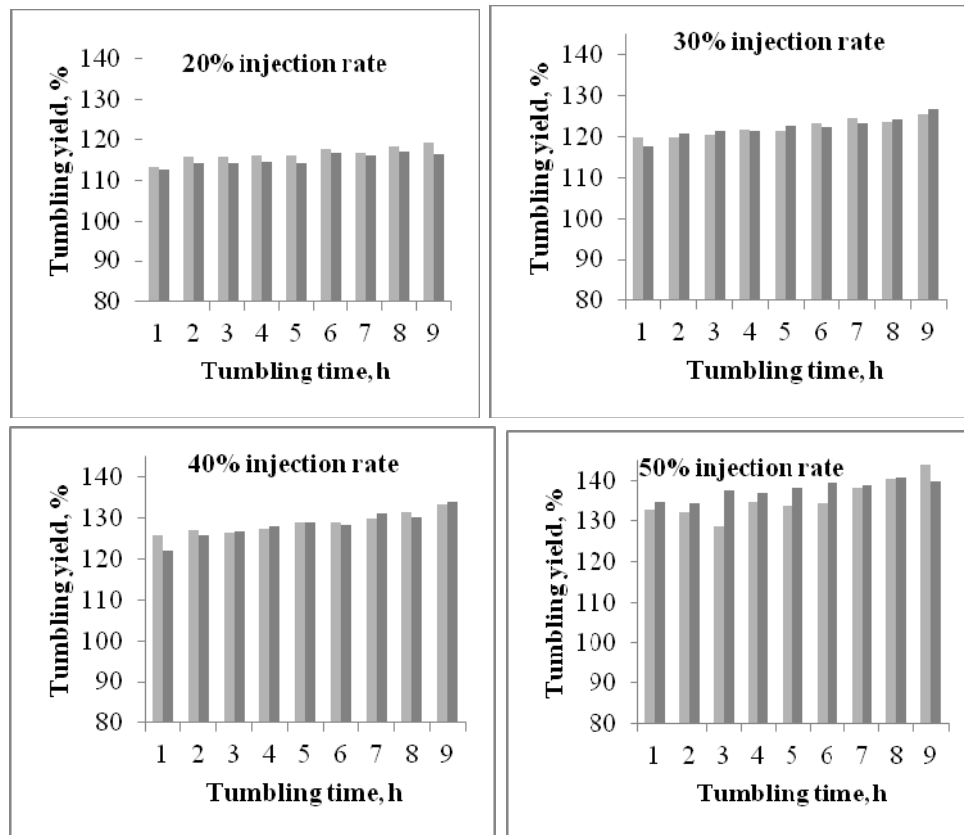 20% injection rate
Tumbling yield, %
140
130
120
110
100
90
80
1 2 3 4 5 6 7 8 9
Tumbling time, h
30% injection rate
Tumbling yield, %
140
130
120
110
100
90
80
1 2 3 4 5 6 7 8 9
Tumbling time, h
40% injection rate
Tumbling yield, %
140
130
120
110
100
90
80
1 2 3 4 5 6 7 8 9
Tumbling time, h
50% injection rate
Tumbling yield, %
140
130
120
110
100
90
80
1 2 3 4 5 6 7 8 9
Tumbling time, h